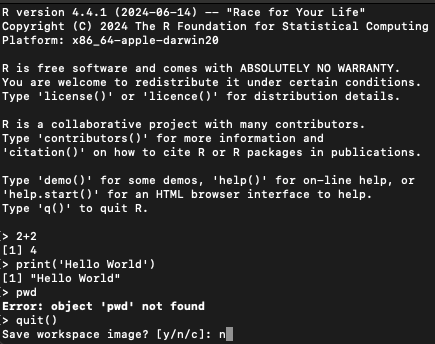 R version 4.4.1 (2024-06-14) -- "Race for Your Life"
Copyright (C) 2024 The R Foundation for Statistical Computing
Platform: x86_64-apple-darwin20
R is free software and comes with ABSOLUTELY NO WARRANTY.
You are welcome to redistribute it under certain conditions.
Type 'license()' or 'licence()' for distribution details.
R is a collaborative project with many contributors.
Type 'contributors()' for more information and
'citation()' on how to cite R or R packages in publications.
Type 'demo()' for some demos, 'help()' for on-line help, or
'help.start()' for an HTML browser interface to help.
Type 'q()' to quit R.
[> 2+2
[1] 4
[> print('Hello World')
[1] "Hello World"
[> pwd
Error: object 'pwd' not found
[> quit()
Save workspace image? [y/n/c]: n